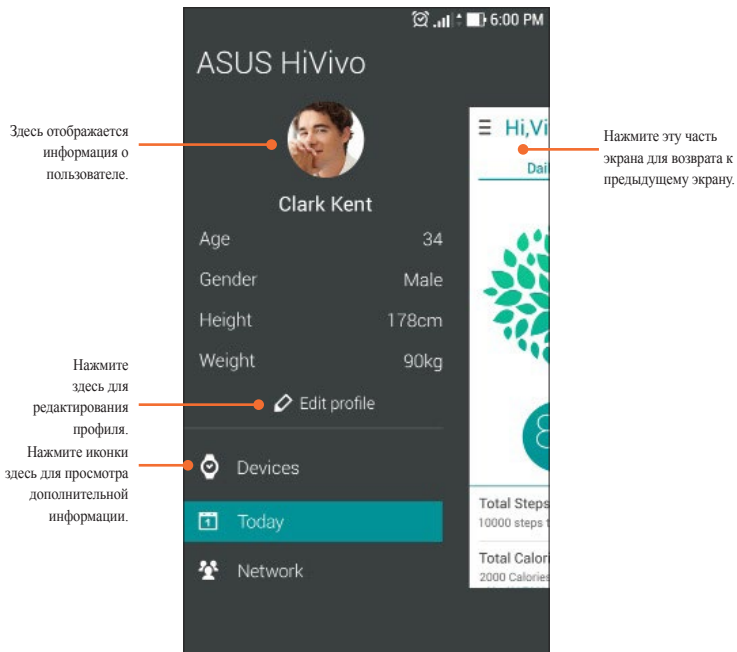 6:00 PM
ASUS HiVivo
Здесь отображается
информация о
пользователе.
Hi,Vi
Dail
Нажмите эту часть
экрана для возврата к
предыдущему экрану.
Clark Kent
Age 34
Gender Male
Height 178cm
Weight 90kg
Нажмите
здесь для
редактирования
профиля.
Edit profile
8
Нажмите иконки
здесь для просмотра
дополнительной
информации.
Devices
1 Today
Network
Total Steps
10000 steps t
Total Calori
2000 Calories